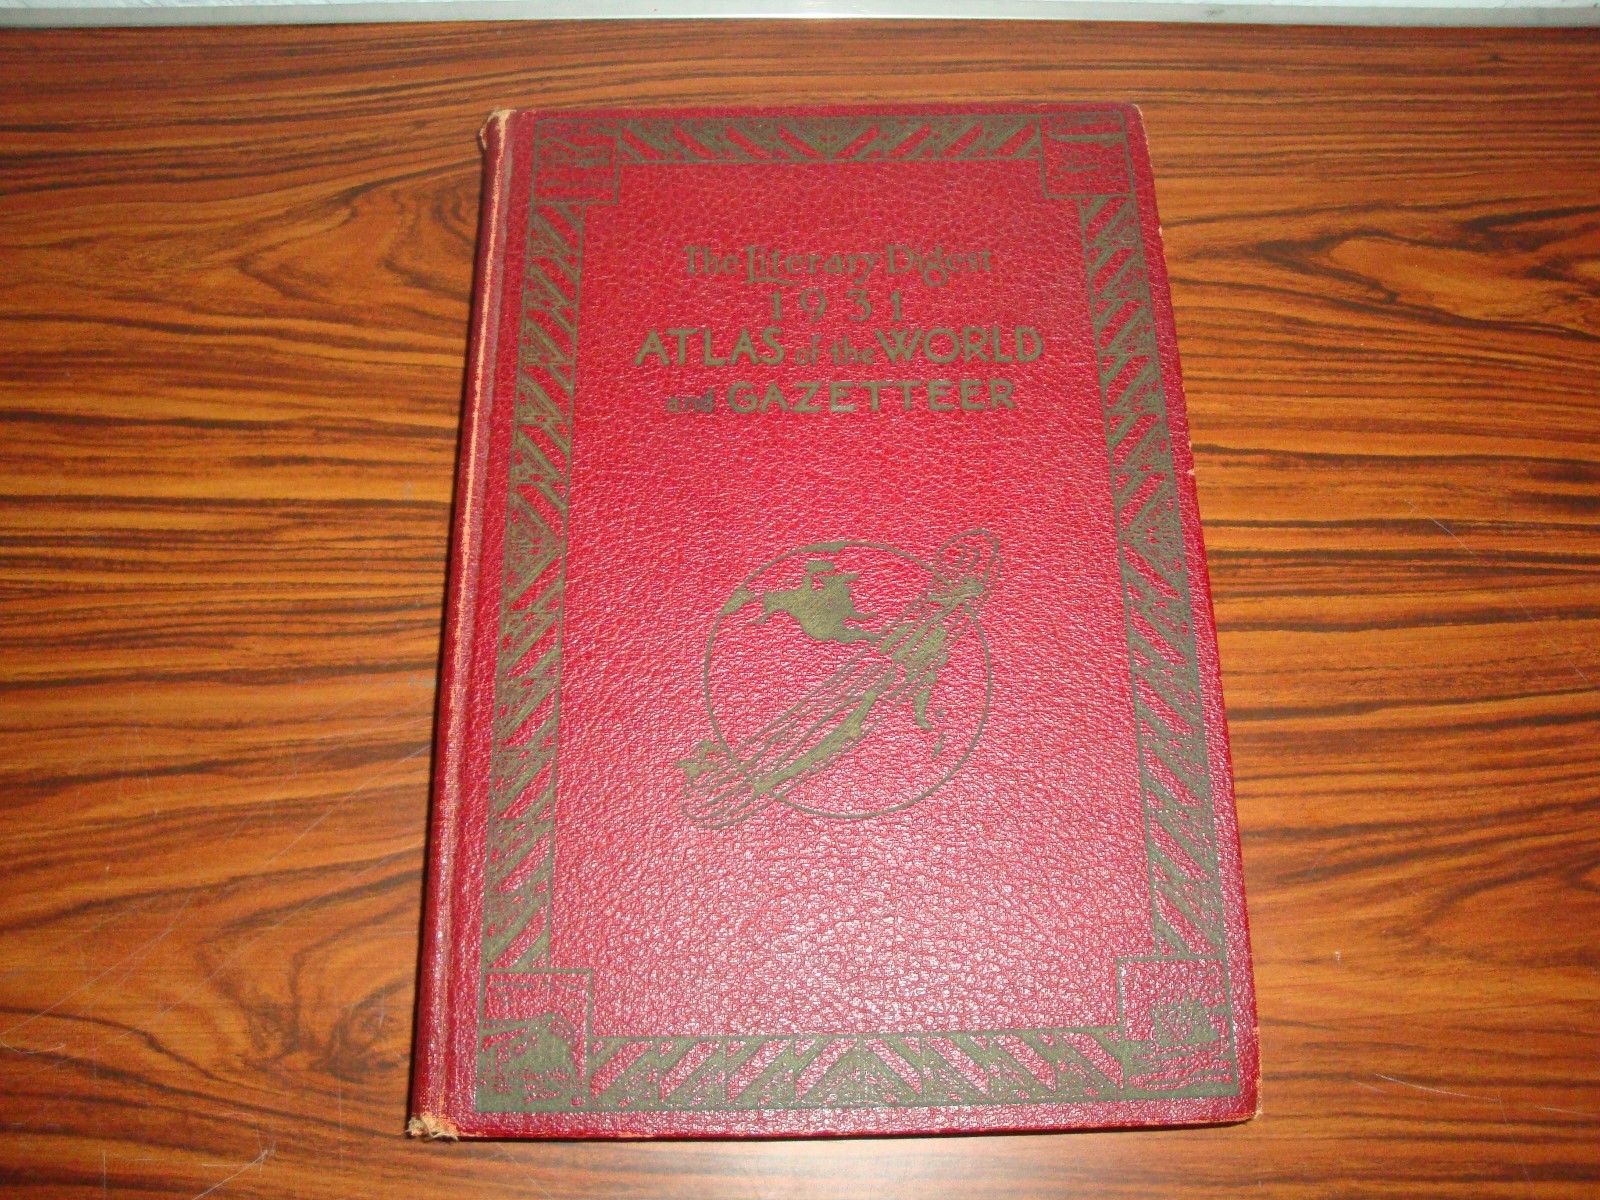 The Literary Digest
1931
ATLAS of the WORLD
and GAZETTEER